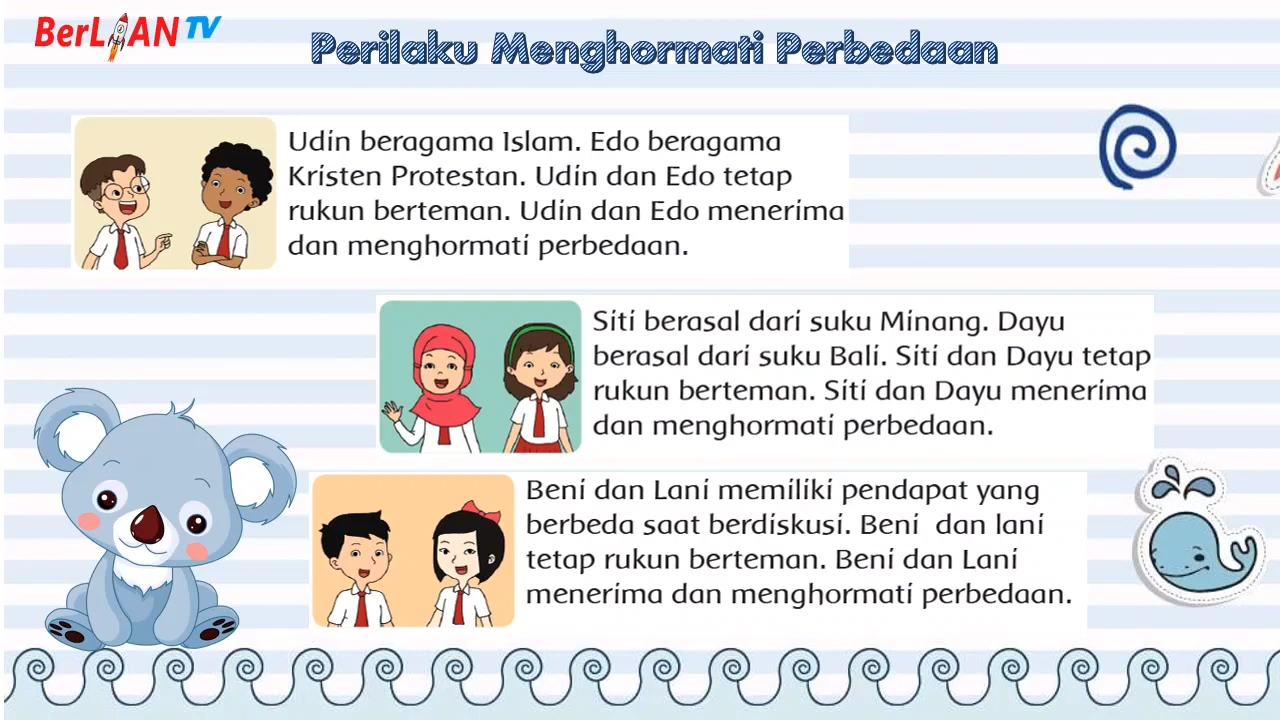 BerLIAN TV
Perilaku Menghormati Perbedaan
Udin beragama Islam. Edo beragama
Kristen Protestan. Udin dan Edo tetap
rukun berteman. Udin dan Edo menerima
dan menghormati perbedaan.
Siti berasal dari suku Minang. Dayu
berasal dari suku Bali. Siti dan Dayu tetap
rukun berteman. Siti dan Dayu menerima
dan menghormati perbedaan.
Beni dan Lani memiliki pendapat yang
berbeda saat berdiskusi. Beni  dan lani
tetap rukun berteman. Beni dan Lani
menerima dan menghormati perbedaan.